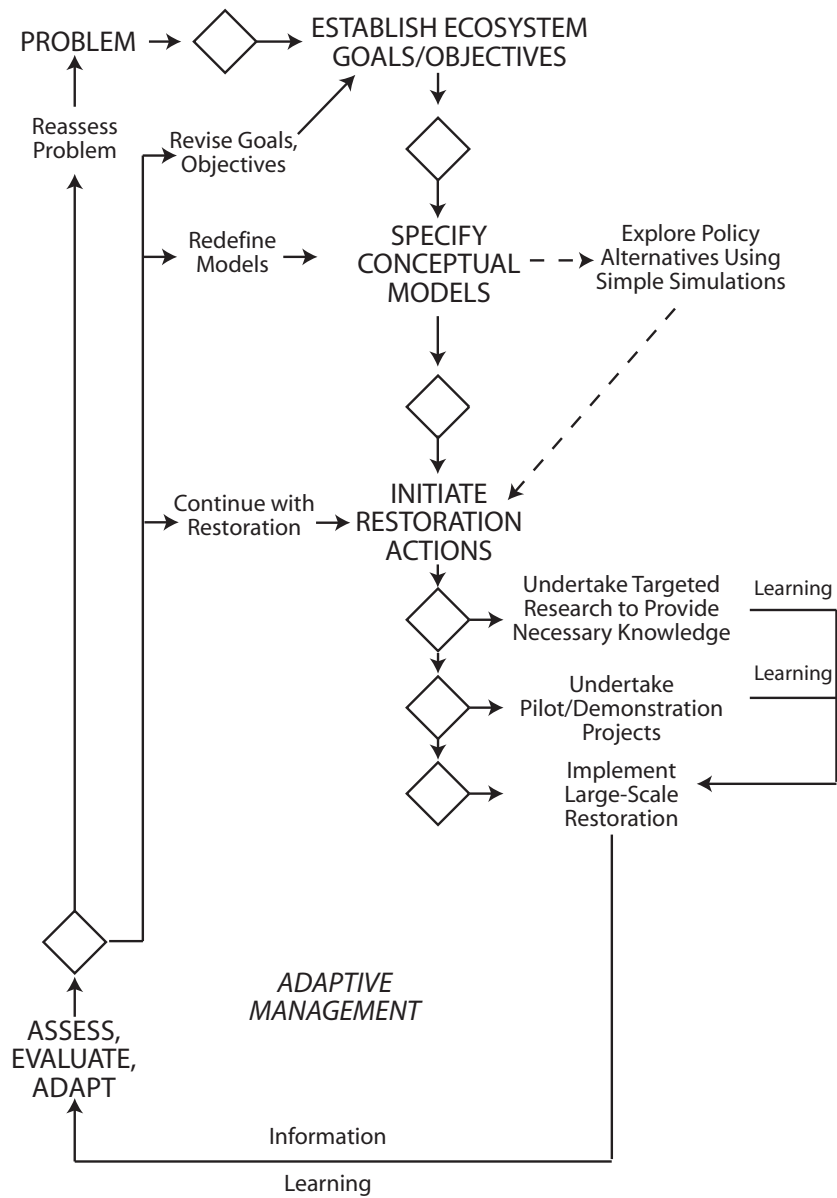 PROBLEM
ESTABLISH ECOSYSTEM
GOALS/OBJECTIVES
Reassess
Problem
Revise Goals,
Objectives
Redefine
Models
SPECIFY
CONCEPTUAL
MODELS
Explore Policy
Alternatives Using
Simple Simulations
Continue with
Restoration
INITIATE
RESTORATION
ACTIONS
Undertake Targeted
Research to Provide
Necessary Knowledge
Learning
Undertake
Pilot/Demonstration
Projects
Learning
Implement
Large-Scale
Restoration
ADAPTIVE
MANAGEMENT
ASSESS,
EVALUATE,
ADAPT
Information
Learning